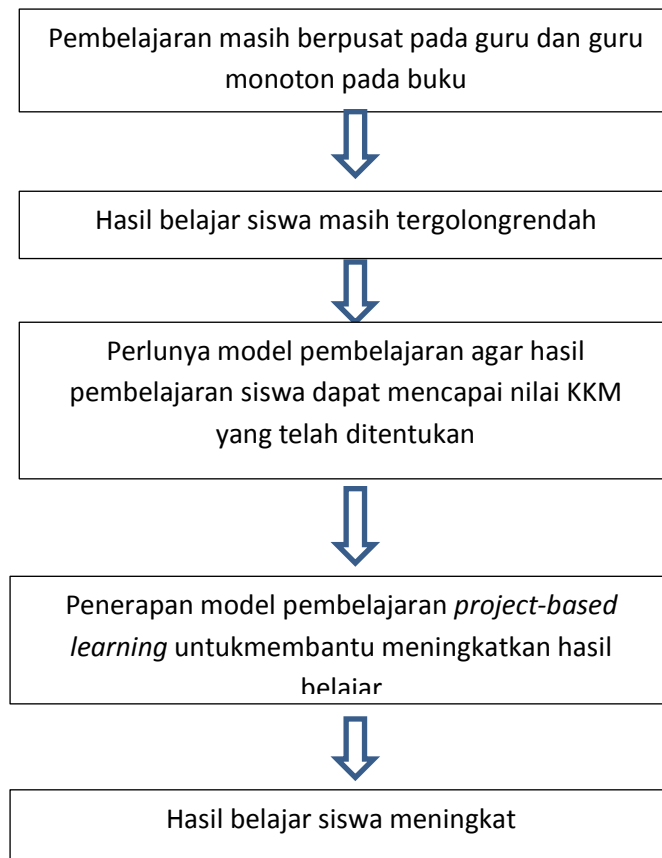 Pembelajaran masih berpusat pada guru dan guru
monoton pada buku
Hasil belajar siswa masih tergolongrendah
Perlunya model pembelajaran agar hasil
pembelajaran siswa dapat mencapai nilai KKM
yang telah ditentukan
Penerapan model pembelajaran project-based
learning untukmembantu meningkatkan hasil
belajar
Hasil belajar siswa meningkat